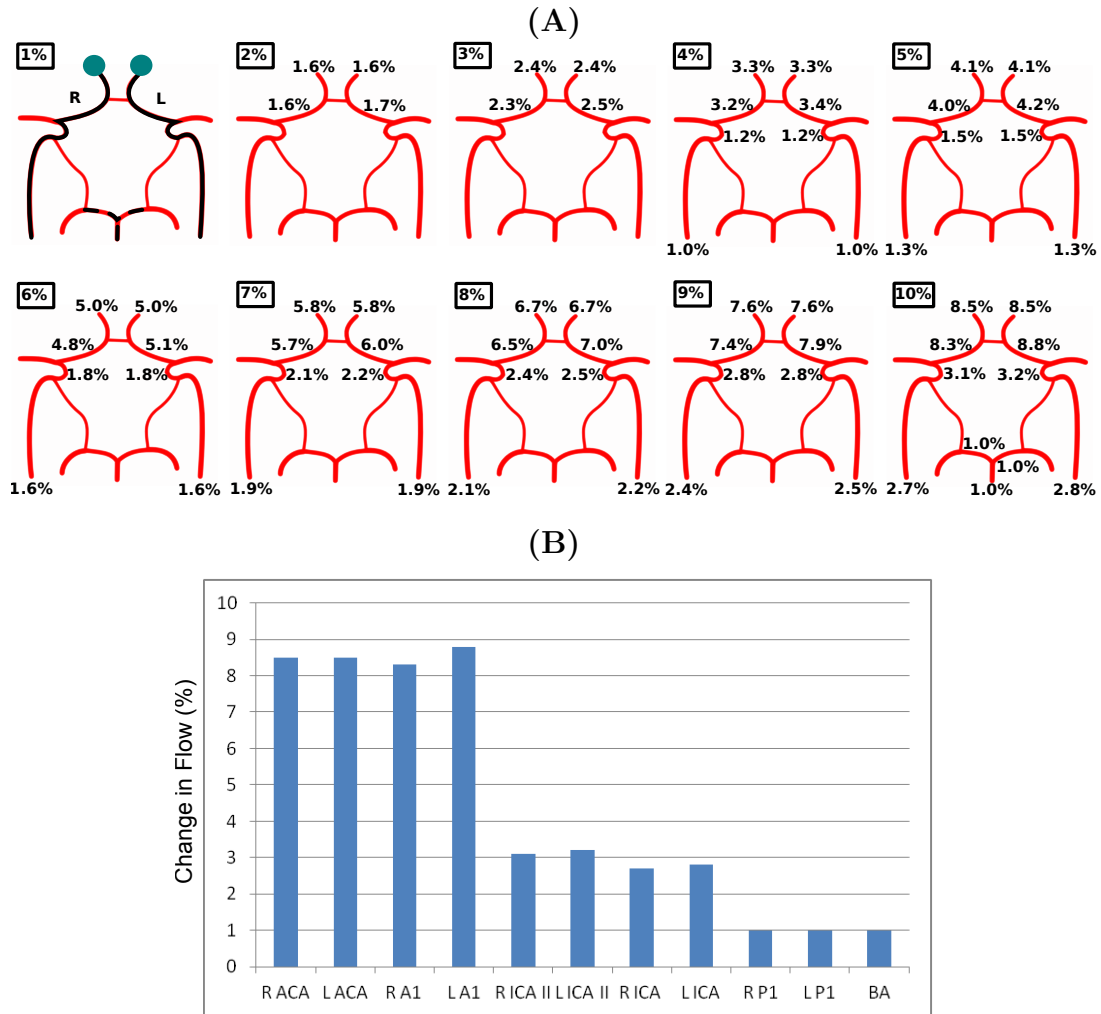 (A)
1% 2% 3% 4% 5%
R L
1.6% 1.6% 2.4% 2.4% 3.3% 3.3% 4.1% 4.1%
1.6% 1.7% 2.3% 2.5% 3.2% 3.4% 4.0% 4.2%
1.2% 1.2% 1.5% 1.5%
1.0% 1.0% 1.3% 1.3%
6% 7% 8% 9% 10%
5.0% 5.0% 5.8% 5.8% 6.7% 6.7% 7.6% 7.6% 8.5% 8.5%
4.8% 5.1% 5.7% 6.0% 6.5% 7.0% 7.4% 7.9% 8.3% 8.8%
1.8% 1.8% 2.1% 2.2% 2.4% 2.5% 2.8% 2.8% 3.1% 3.2%
1.0%
1.0%
1.6% 1.6% 1.9% 1.9% 2.1% 2.2% 2.4% 2.5% 2.7% 1.0% 2.8%
(B)
Change in Flow (%)
10
9
8
7
6
5
4
3
2
1
0
R ACA L ACA R A1 L A1 R ICA II L ICA II R ICA L ICA R P1 L P1 BA